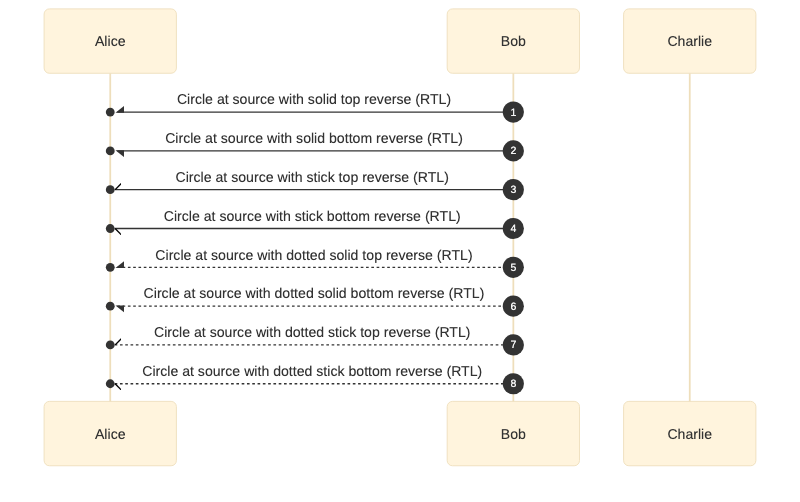 Alice Bob Charlie
Circle at source with solid top reverse (RTL)
1
Circle at source with solid bottom reverse (RTL)
2
Circle at source with stick top reverse (RTL)
3
Circle at source with stick bottom reverse (RTL)
4
Circle at source with dotted solid top reverse (RTL)
5
Circle at source with dotted solid bottom reverse (RTL)
6
Circle at source with dotted stick top reverse (RTL)
7
Circle at source with dotted stick bottom reverse (RTL)
8
Alice Bob Charlie